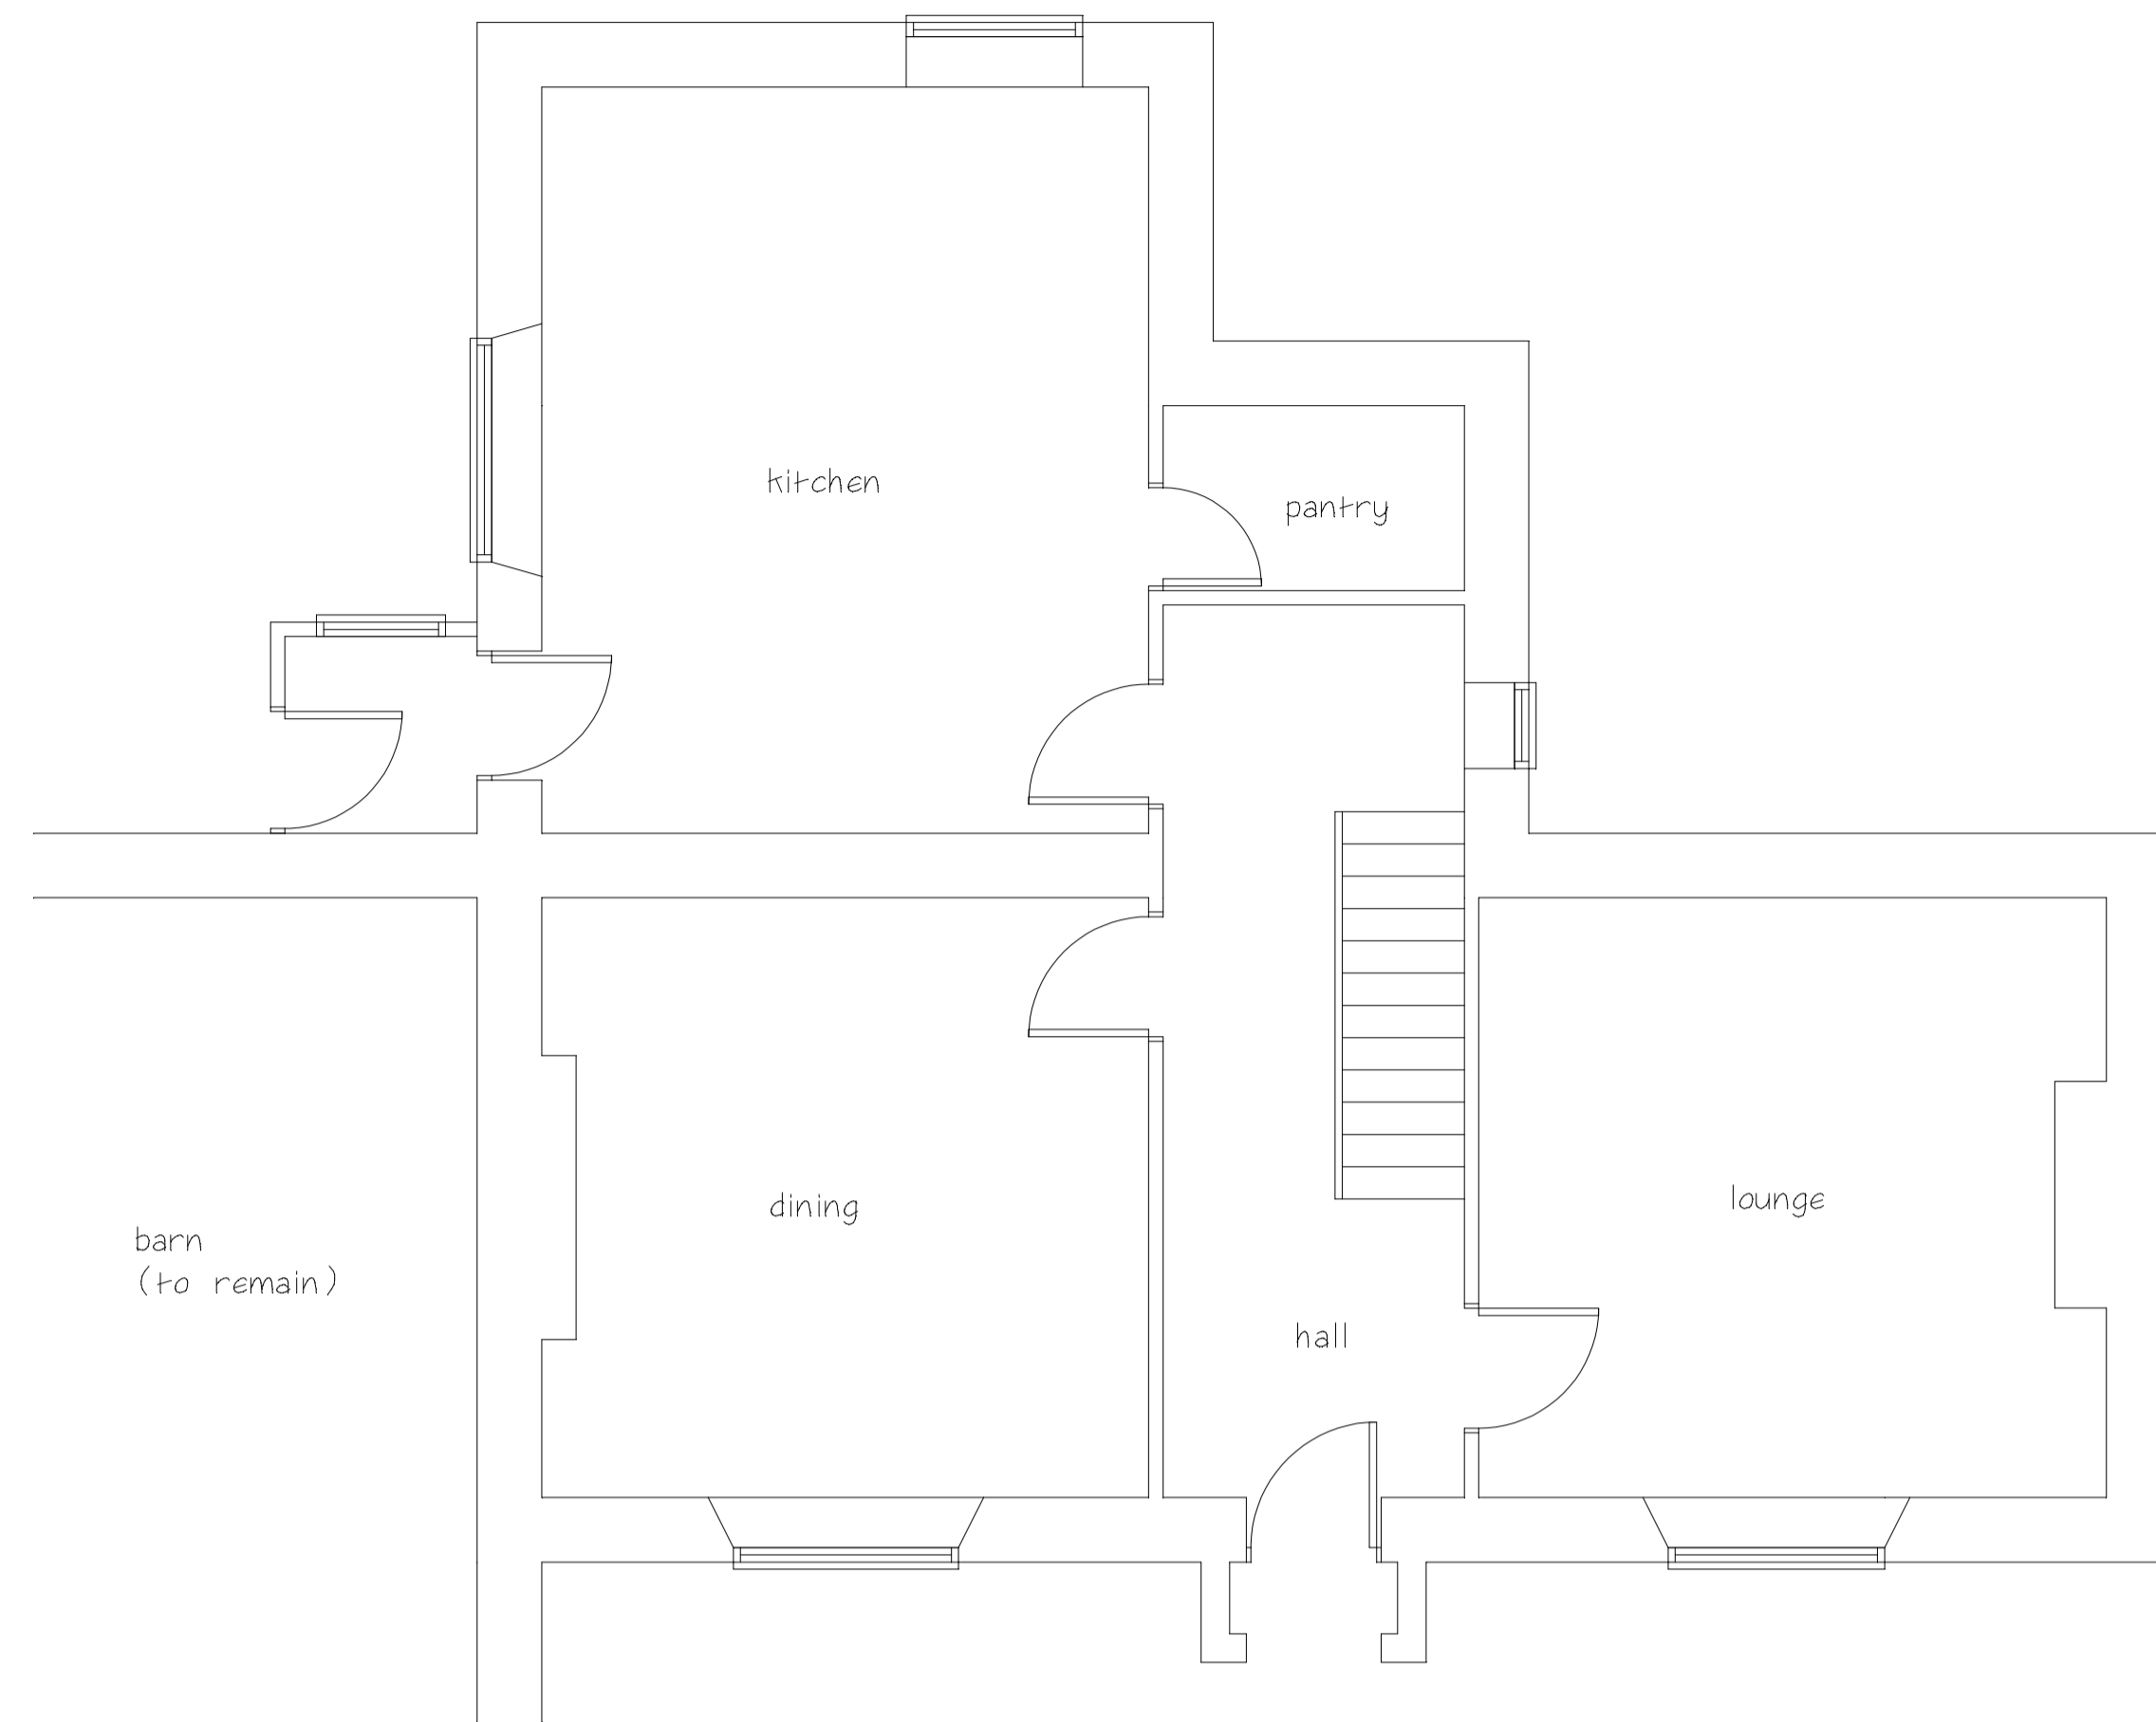 kitchen
pantry
dining
lounge
barn
(to remain)
hall